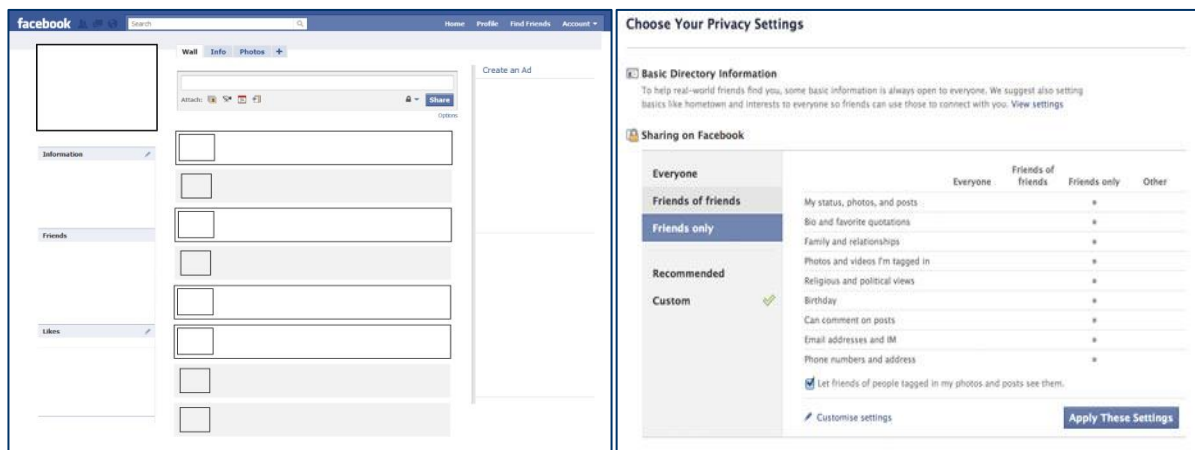 facebook Search Home Profile Find Friends Account
Wall Info Photos +
Create an Ad
Attach: Share
Options
Information
Friends
Likes
Choose Your Privacy Settings
Basic Directory Information
To help real-world friends find you, some basic information is always open to everyone. We suggest also setting
basics like hometown and interests to everyone so friends can use those to connect with you. View settings
Sharing on Facebook
Everyone
Friends of friends
Friends only
Recommended
Custom
Everyone Friends of friends Friends only Other
My status, photos, and posts
Bio and favorite quotations
Family and relationships
Photos and videos I'm tagged in
Religious and political views
Birthday
Can comment on posts
Email addresses and IM
Phone numbers and address
Let friends of people tagged in my photos and posts see them.
Customise settings Apply These Settings